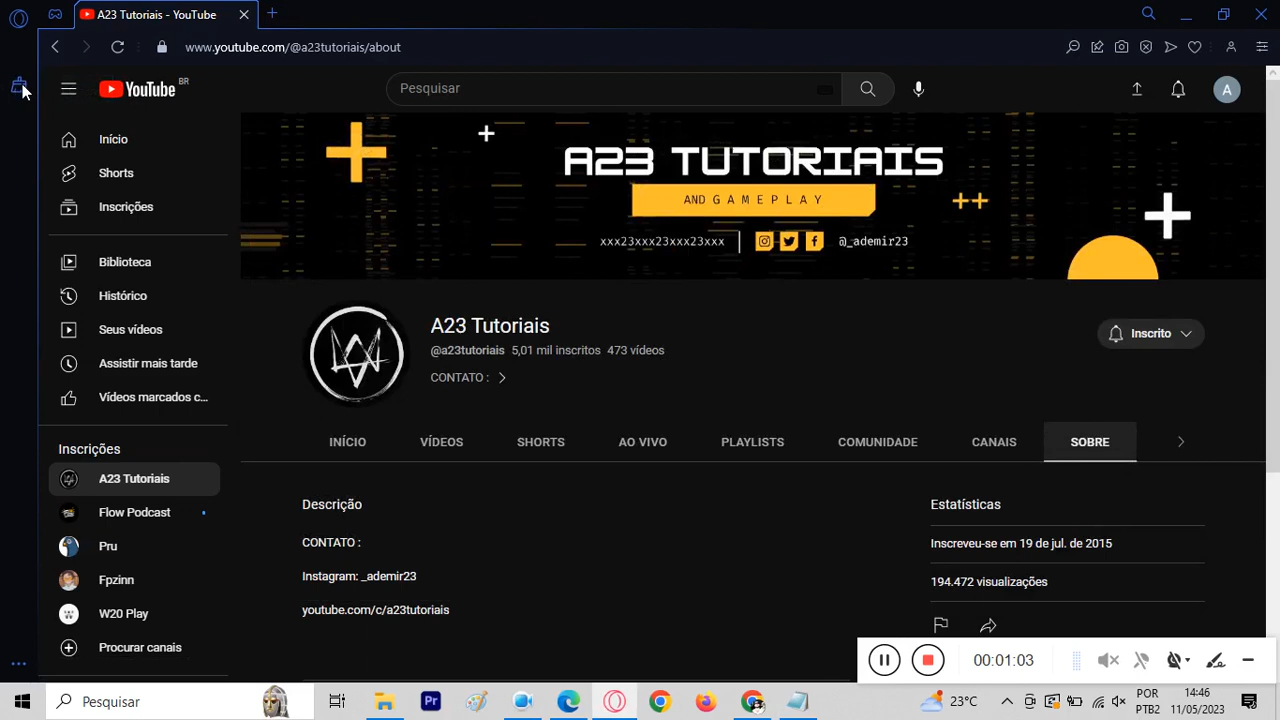 A23 Tutoriais - YouTube
www.youtube.com/@a23tutoriais/about
YouTube BR
Pesquisar
A
Início
Shorts
Inscrições
Biblioteca
Histórico
Seus vídeos
Assistir mais tarde
Vídeos marcados c...
Inscrições
A23 Tutoriais
Flow Podcast
Pru
Fpzinn
W20 Play
Procurar canais
A23 TUTORIAIS
AND GAMEPLAY
xxx23xxx23xxx23xxx
@_ademir23
A23 Tutoriais
@a23tutoriais 5,01 mil inscritos 473 vídeos
CONTATO :
Inscrito
INÍCIO VÍDEOS SHORTS AO VIVO PLAYLISTS COMUNIDADE CANAIS SOBRE
Descrição
CONTATO :
Instagram: _ademir23
youtube.com/c/a23tutoriais
Estatísticas
Inscreveu-se em 19 de jul. de 2015
194.472 visualizações
00:01:03
Pesquisar
Pr
23°C
POR
PTB2
14:46
11/05/2023